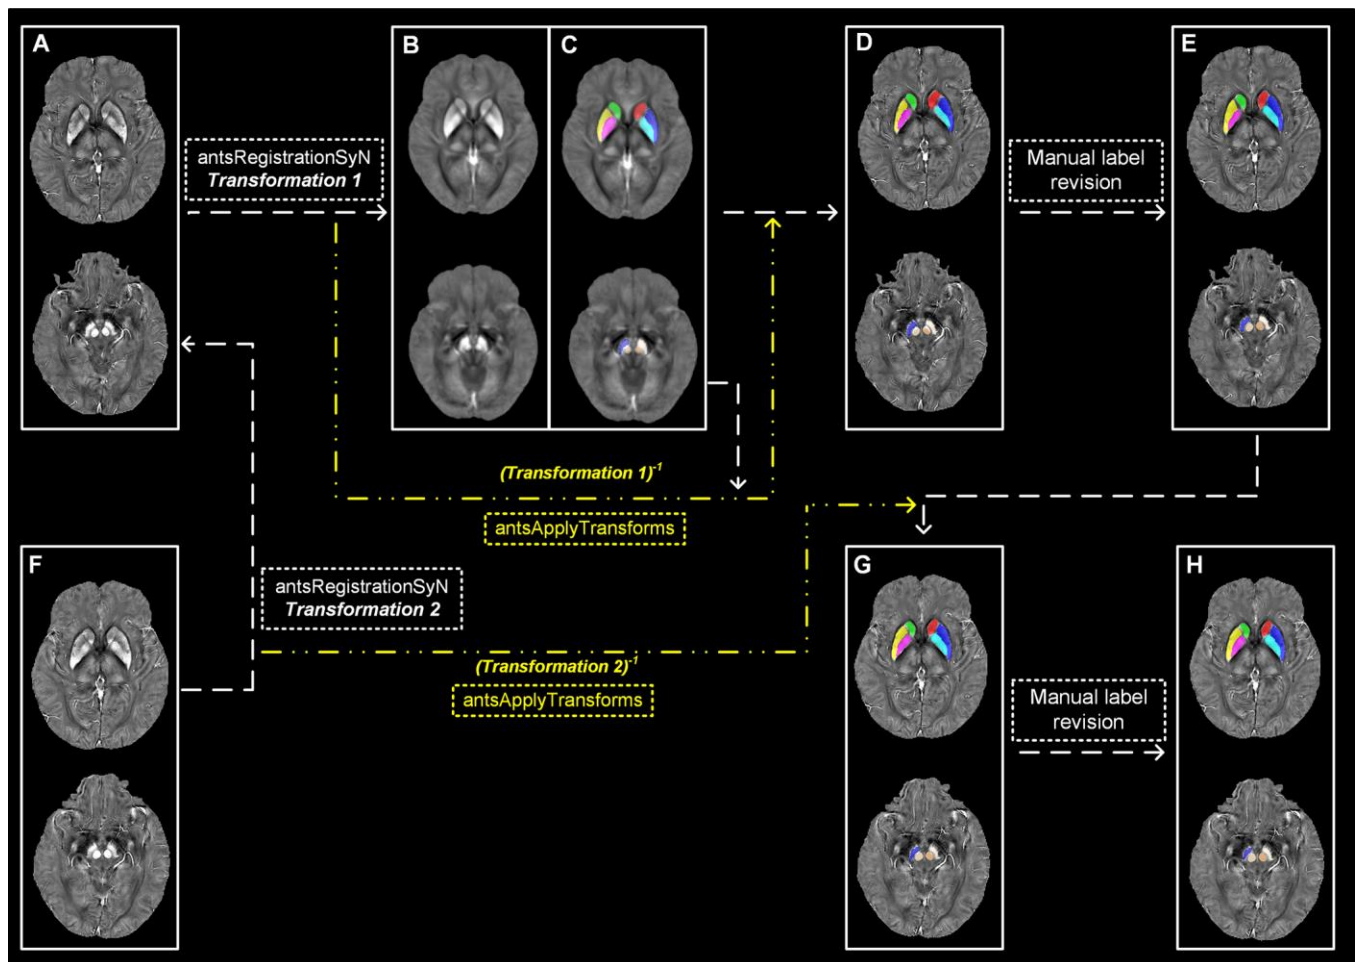 A
B
C
D
E
antsRegistrationSyN
Transformation 1
Manual label
revision
(Transformation 1)-1
antsApplyTransforms
F
G
H
antsRegistrationSyN
Transformation 2
(Transformation 2)-1
antsApplyTransforms
Manual label
revision